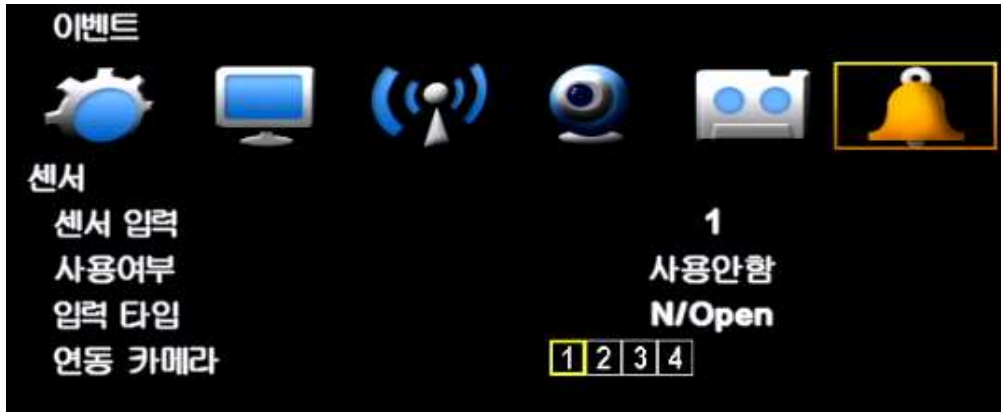 이벤트
센서
센서 입력 1
사용여부 사용안함
입력 타입 N/Open
연동 카메라 1 2 3 4